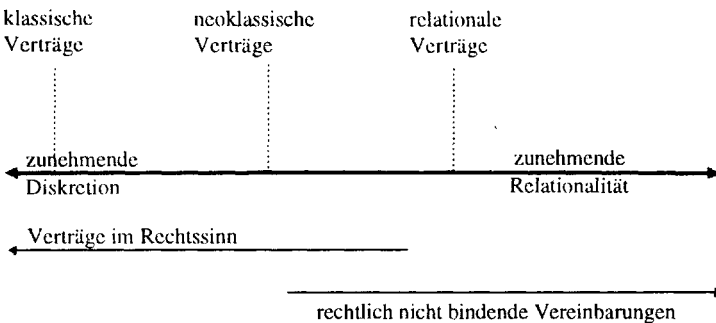 klassische
Verträge
neoklassische
Verträge
relationale
Verträge
zunehmende
Diskretion
zunehmende
Relationalität
Verträge im Rechtssinn
rechtlich nicht bindende Vereinbarungen